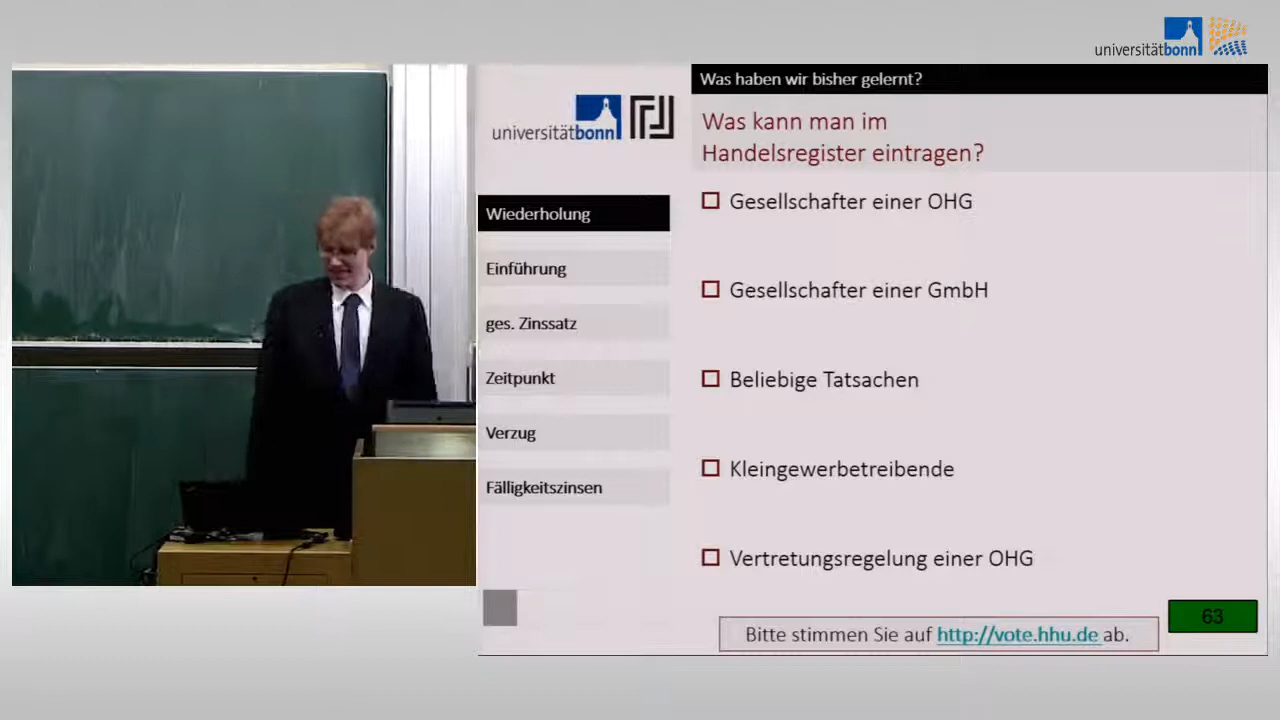 universitätbonn
Was haben wir bisher gelernt?
universitätbonn
Was kann man im
Handelsregister eintragen?
Wiederholung
Einführung
ges. Zinssatz
Zeitpunkt
Verzug
Fälligkeitszinsen
Gesellschafter einer OHG
Gesellschafter einer GmbH
Beliebige Tatsachen
Kleingewerbetreibende
Vertretungsregelung einer OHG
63
Bitte stimmen Sie auf http://vote.hhu.de ab.